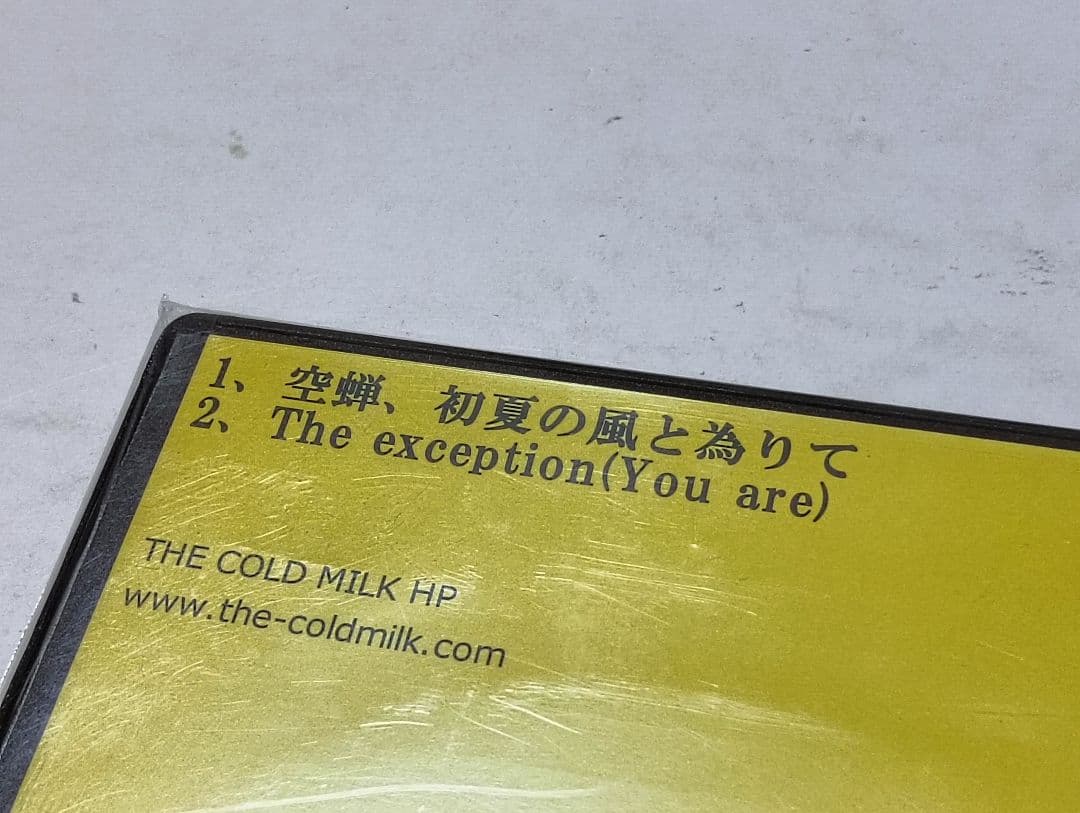 1、 空蝉、初夏の風と為りて
2、 The exception(You are)
THE COLD MILK HP
www.the-coldmilk.com